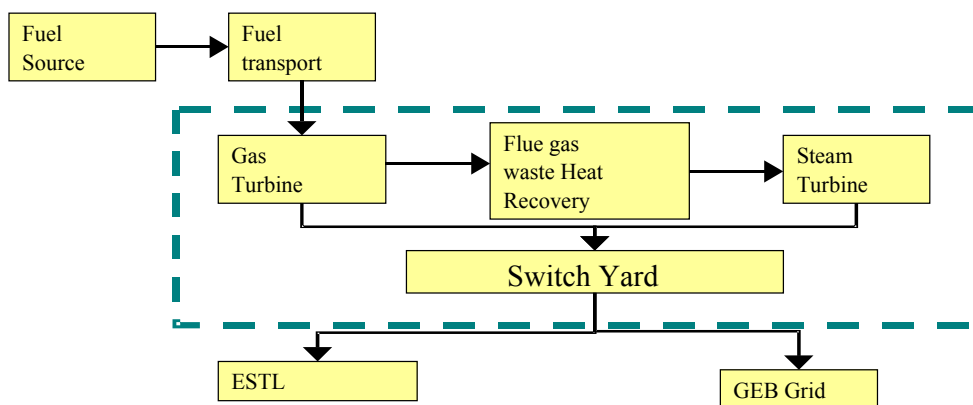 Fuel
Source
Fuel
transport
Gas
Turbine
Flue gas
waste Heat
Recovery
Steam
Turbine
Switch Yard
ESTL
GEB Grid